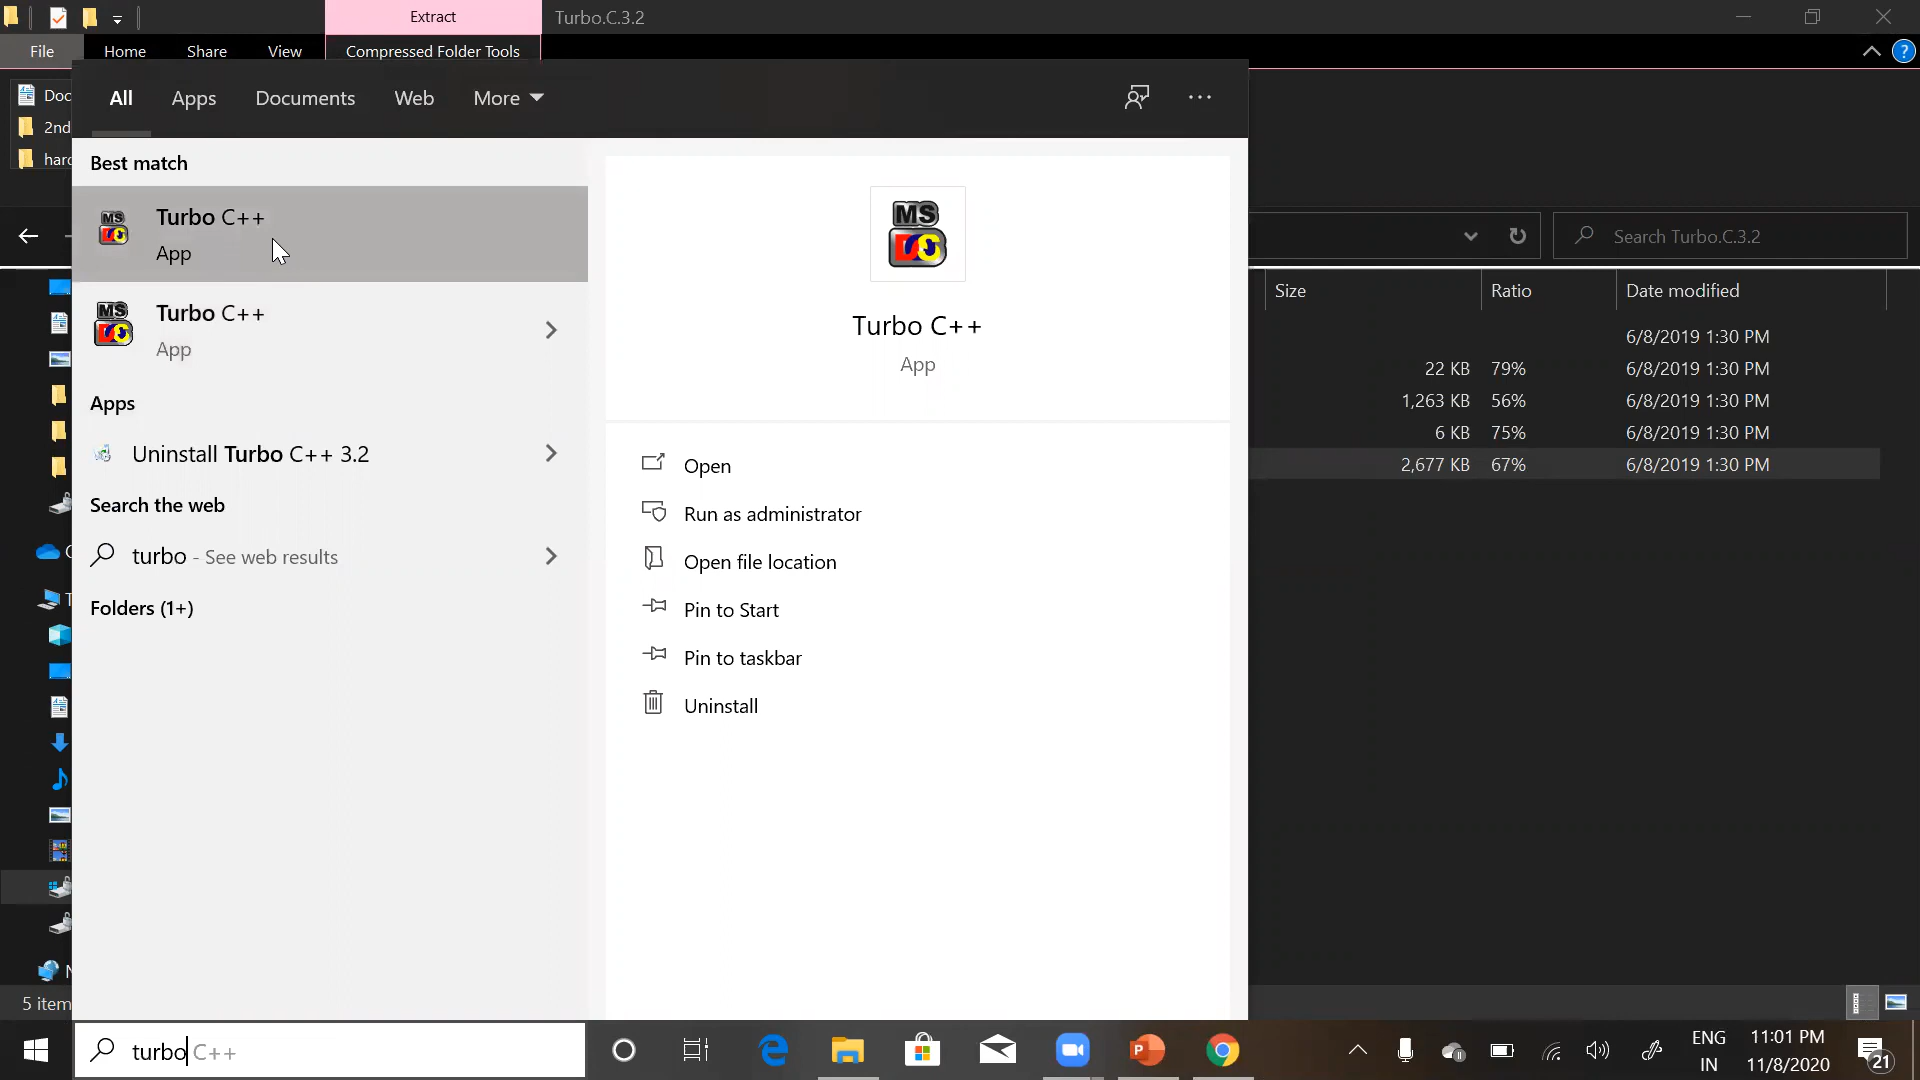 Extract
Turbo.C.3.2
File
Home
Share
View
Compressed Folder Tools
Doc
2nd
hard
All
Apps
Documents
Web
More
Best match
Turbo C++
App
Turbo C++
App
Apps
Uninstall Turbo C++ 3.2
Search the web
turbo - See web results
Folders (1+)
MS
Turbo C++
App
Open
Run as administrator
Open file location
Pin to Start
Pin to taskbar
Uninstall
Search Turbo.C.3.2
Size
Ratio
Date modified
6/8/2019 1:30 PM
22 KB 79% 6/8/2019 1:30 PM
1,263 KB 56% 6/8/2019 1:30 PM
6 KB 75% 6/8/2019 1:30 PM
2,677 KB 67% 6/8/2019 1:30 PM
5 item
turbo C++
ENG
IN
11:01 PM
11/8/2020
21